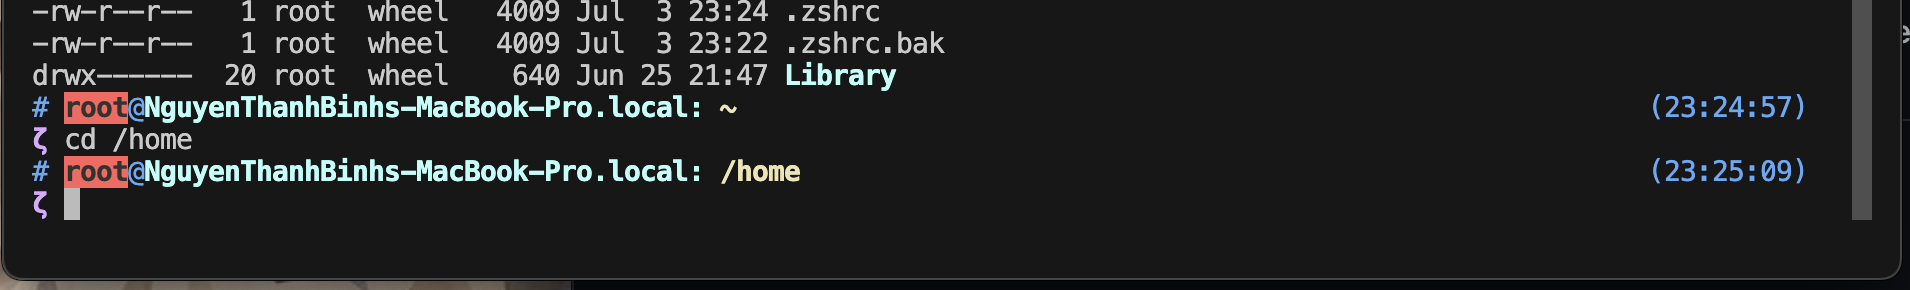 -rw-r--r--   1 root  wheel   4009 Jul  3 23:24 .zshrc
-rw-r--r--   1 root  wheel   4009 Jul  3 23:22 .zshrc.bak
drwx------  20 root  wheel    640 Jun 25 21:47 Library
# root@NguyenThanhBinhs-MacBook-Pro.local: ~ (23:24:57)
ζ cd /home
# root@NguyenThanhBinhs-MacBook-Pro.local: /home (23:25:09)
ζ